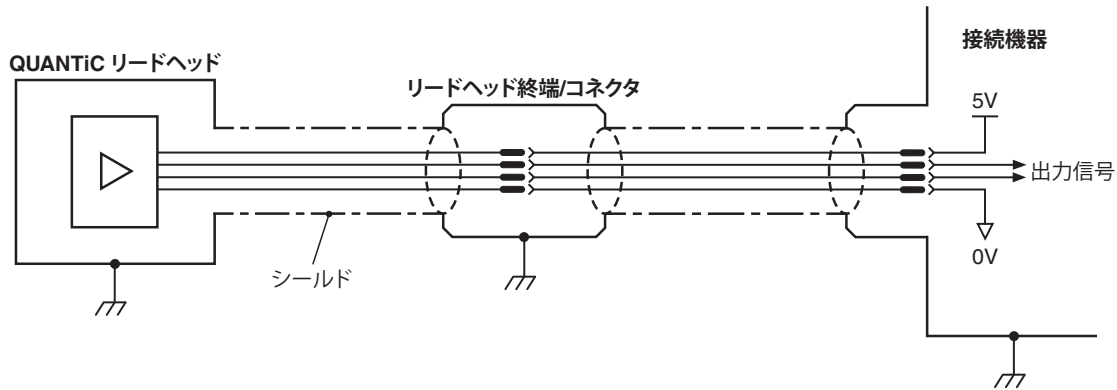 QUANTiC リードヘッド
リードヘッド終端/コネクタ
接続機器
5V
出力信号
0V
シールド